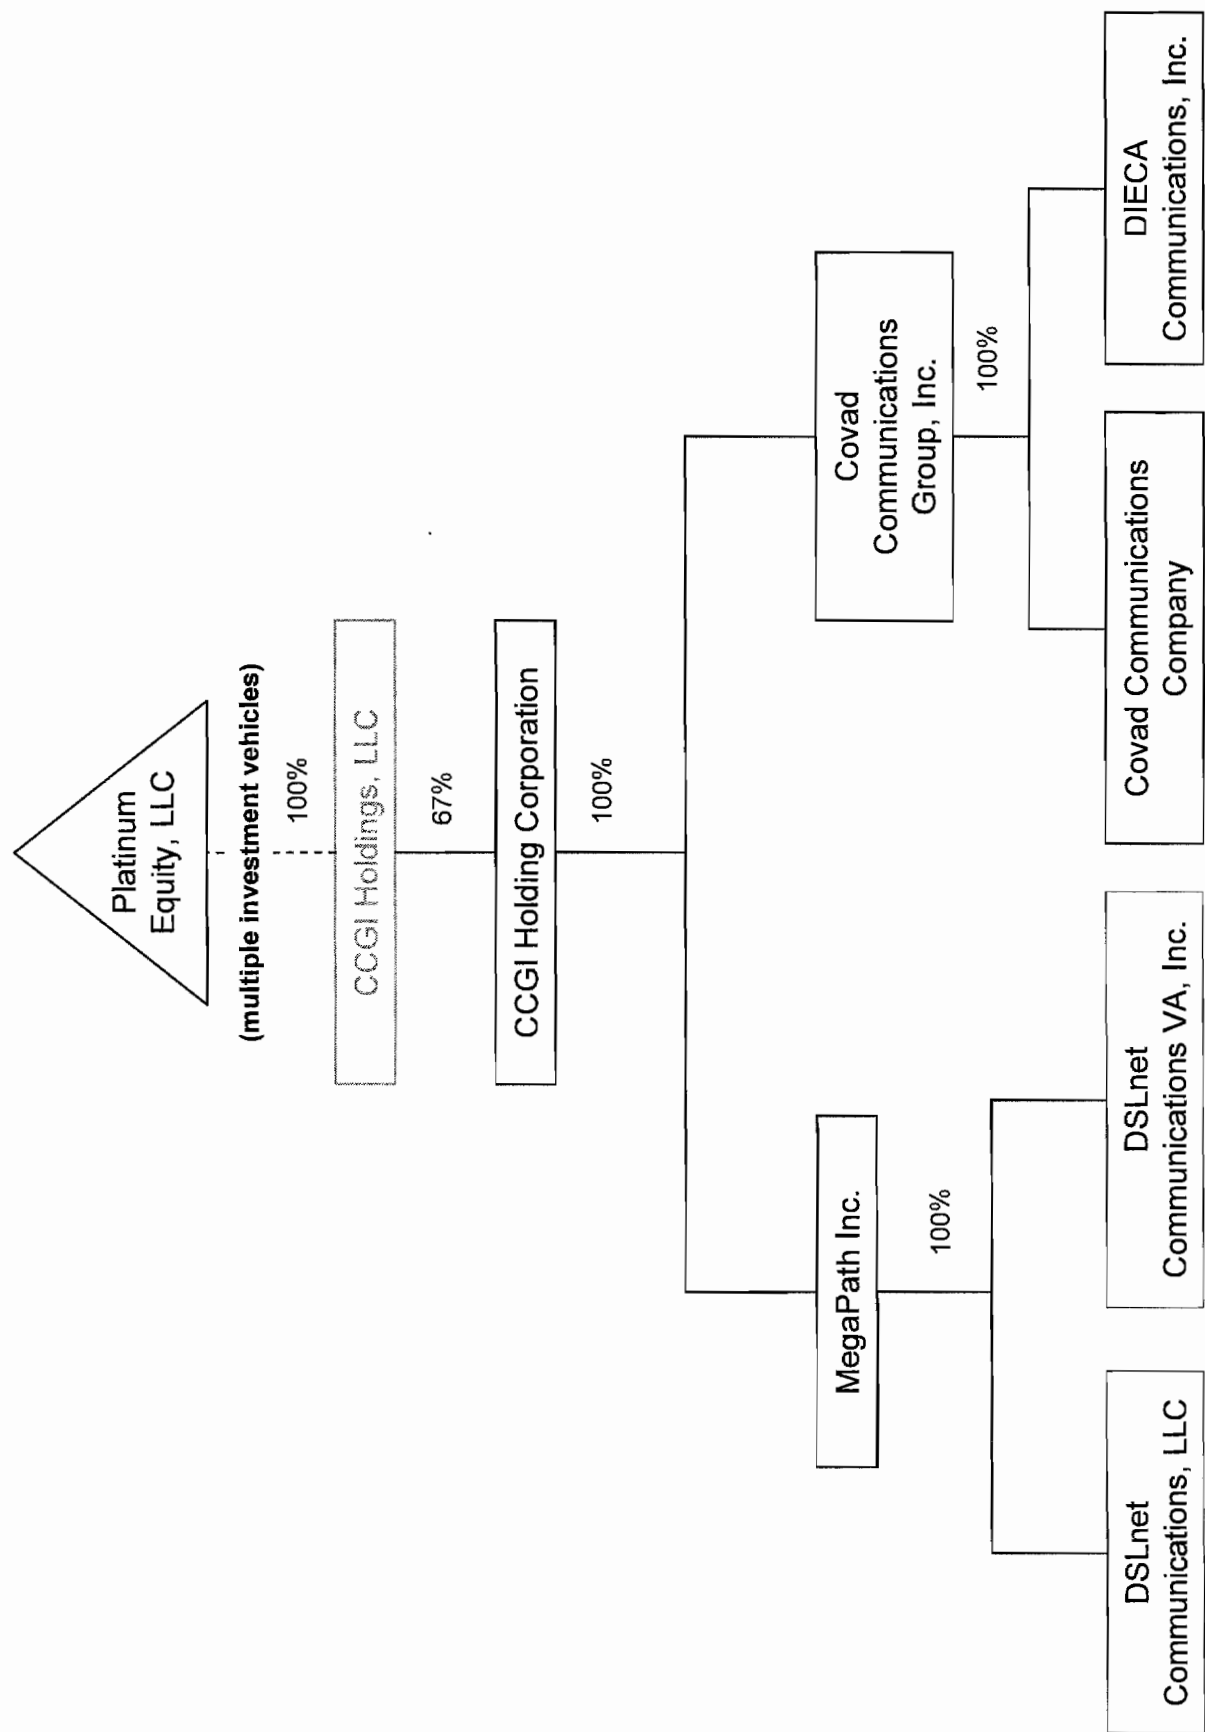 Platinum
Equity, LLC
(multiple investment vehicles)
100%
CCGI Holdings, LLC
67%
CCGI Holding Corporation
100%
MegaPath Inc.
100%
Covad
Communications
Group, Inc.
100%
DSLnet
Communications, LLC
DSLnet
Communications VA, Inc.
Covad Communications
Company
DIECA
Communications, Inc.